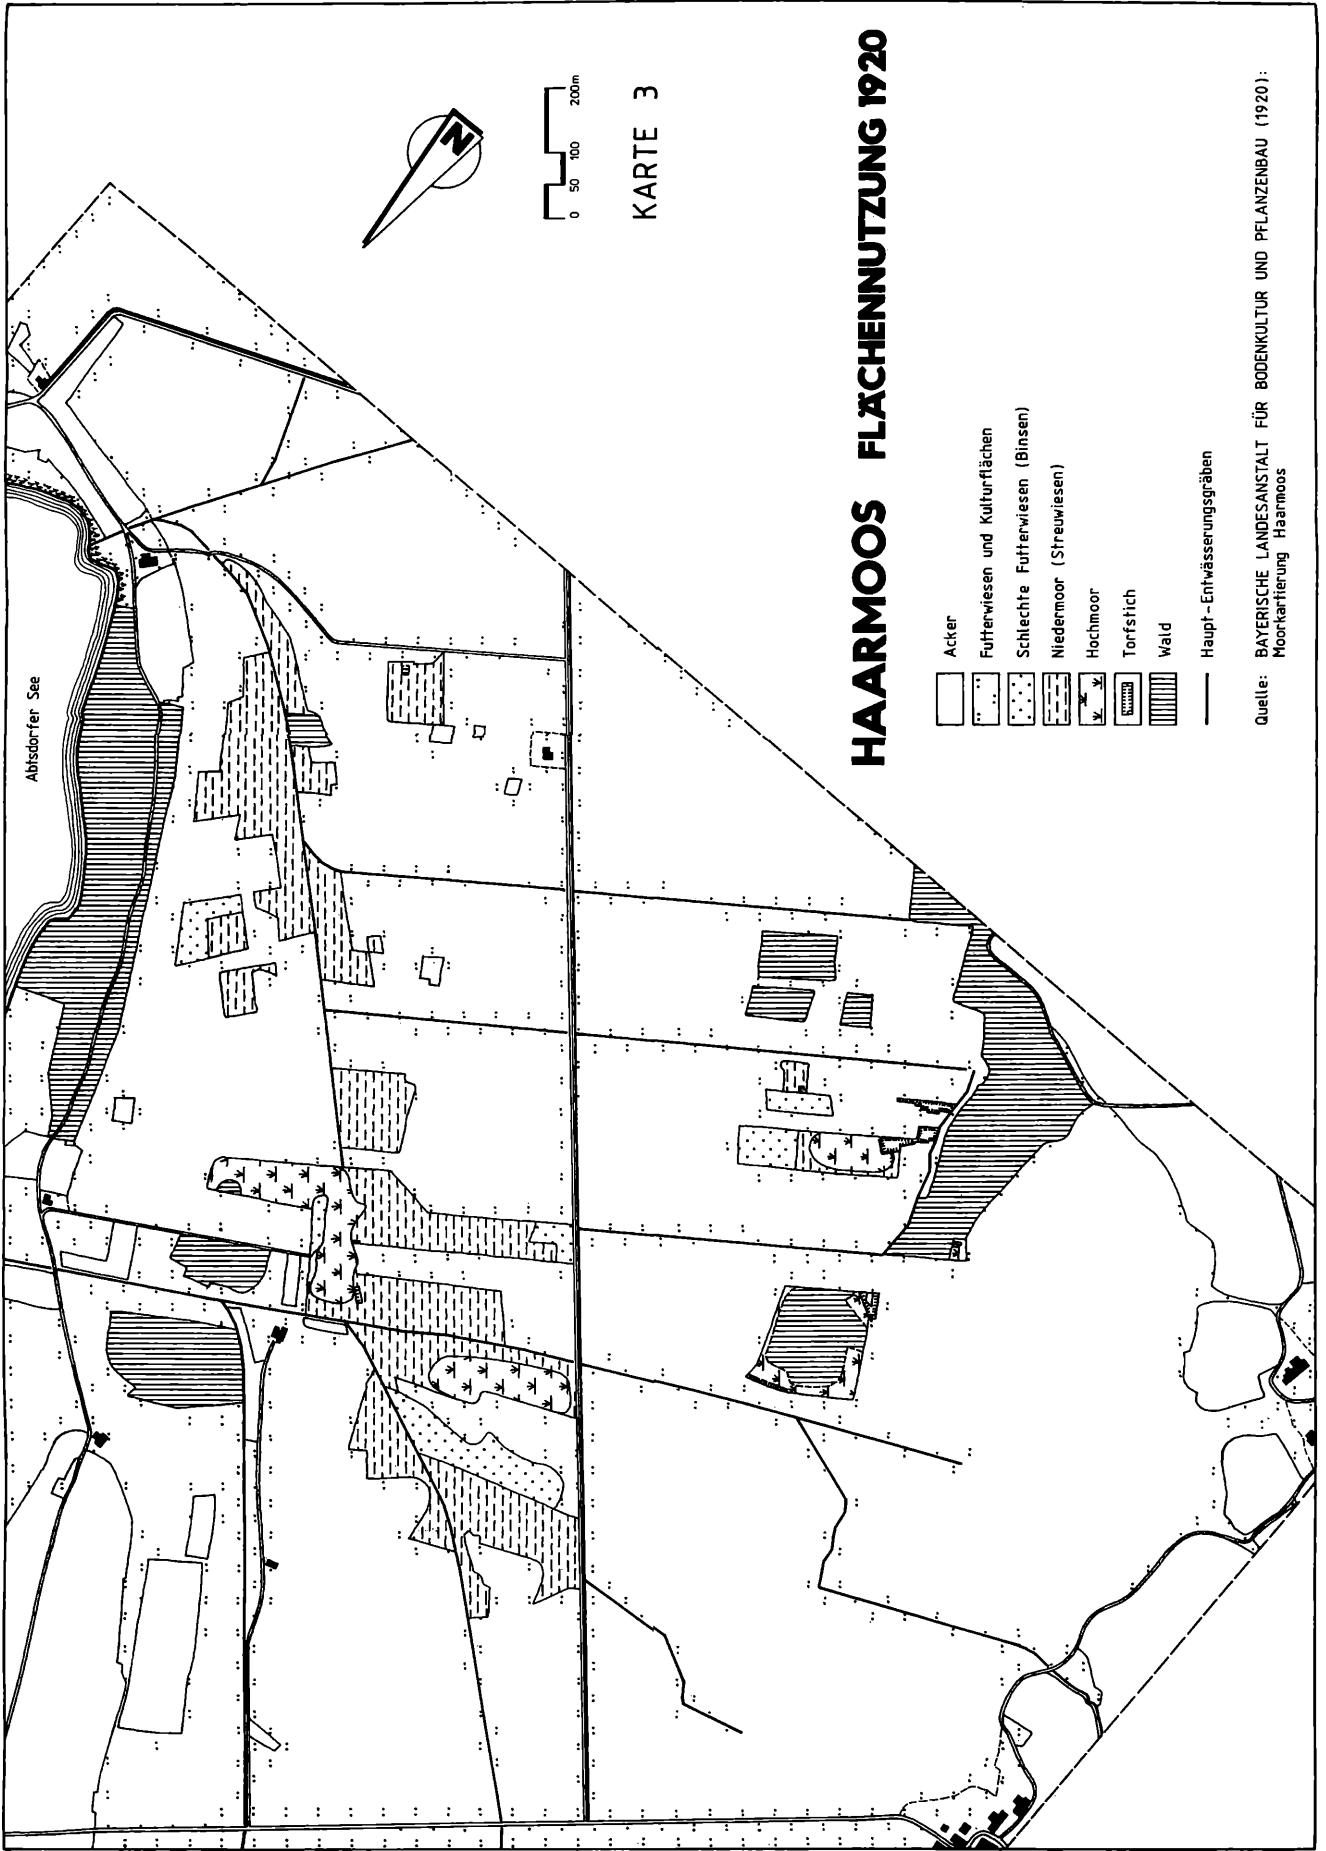 Abtsdorfer See
N
0 50 100 200m
KARTE 3
HAARMOOS FLÄCHENNUTZUNG 1920
Acker
Futterwiesen und Kulturflächen
Schlechte Futterwiesen (Binsen)
Niedermoor (Streuwiesen)
Hochmoor
Torfstich
Wald
Haupt-Entwässerungsgräben
Quelle: BAYERISCHE LANDESANSTALT FÜR BODENKULTUR UND PFLANZENBAU (1920):
Moorkartierung Haarmoos